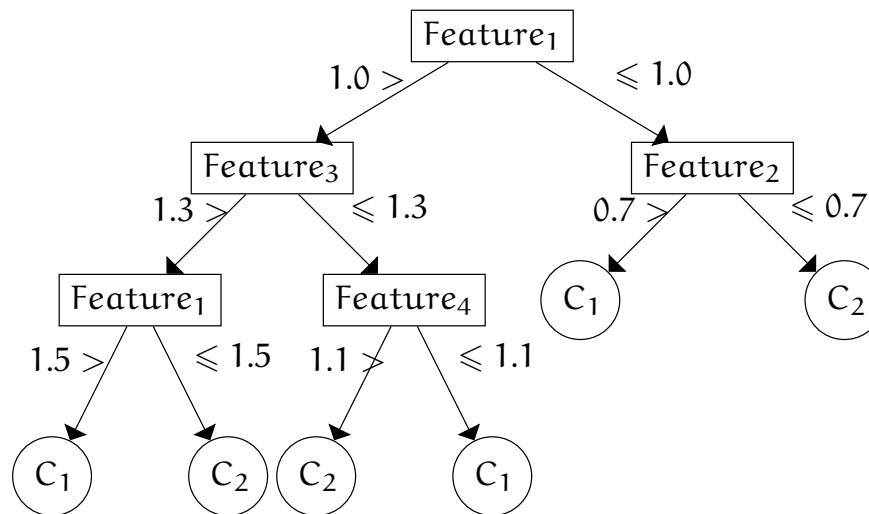 Feature₁
1.0 > ⩽ 1.0
Feature₃ Feature₂
1.3 > ⩽ 1.3 0.7 > ⩽ 0.7
Feature₁ Feature₄ C₁ C₂
1.5 > ⩽ 1.5 1.1 > ⩽ 1.1
C₁ C₂ C₂ C₁